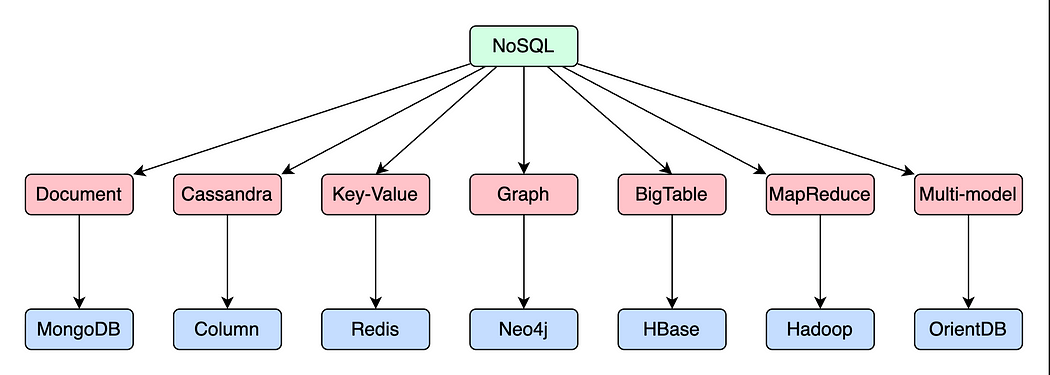 NoSQL
Document
Cassandra
Key-Value
Graph
BigTable
MapReduce
Multi-model
MongoDB
Column
Redis
Neo4j
HBase
Hadoop
OrientDB